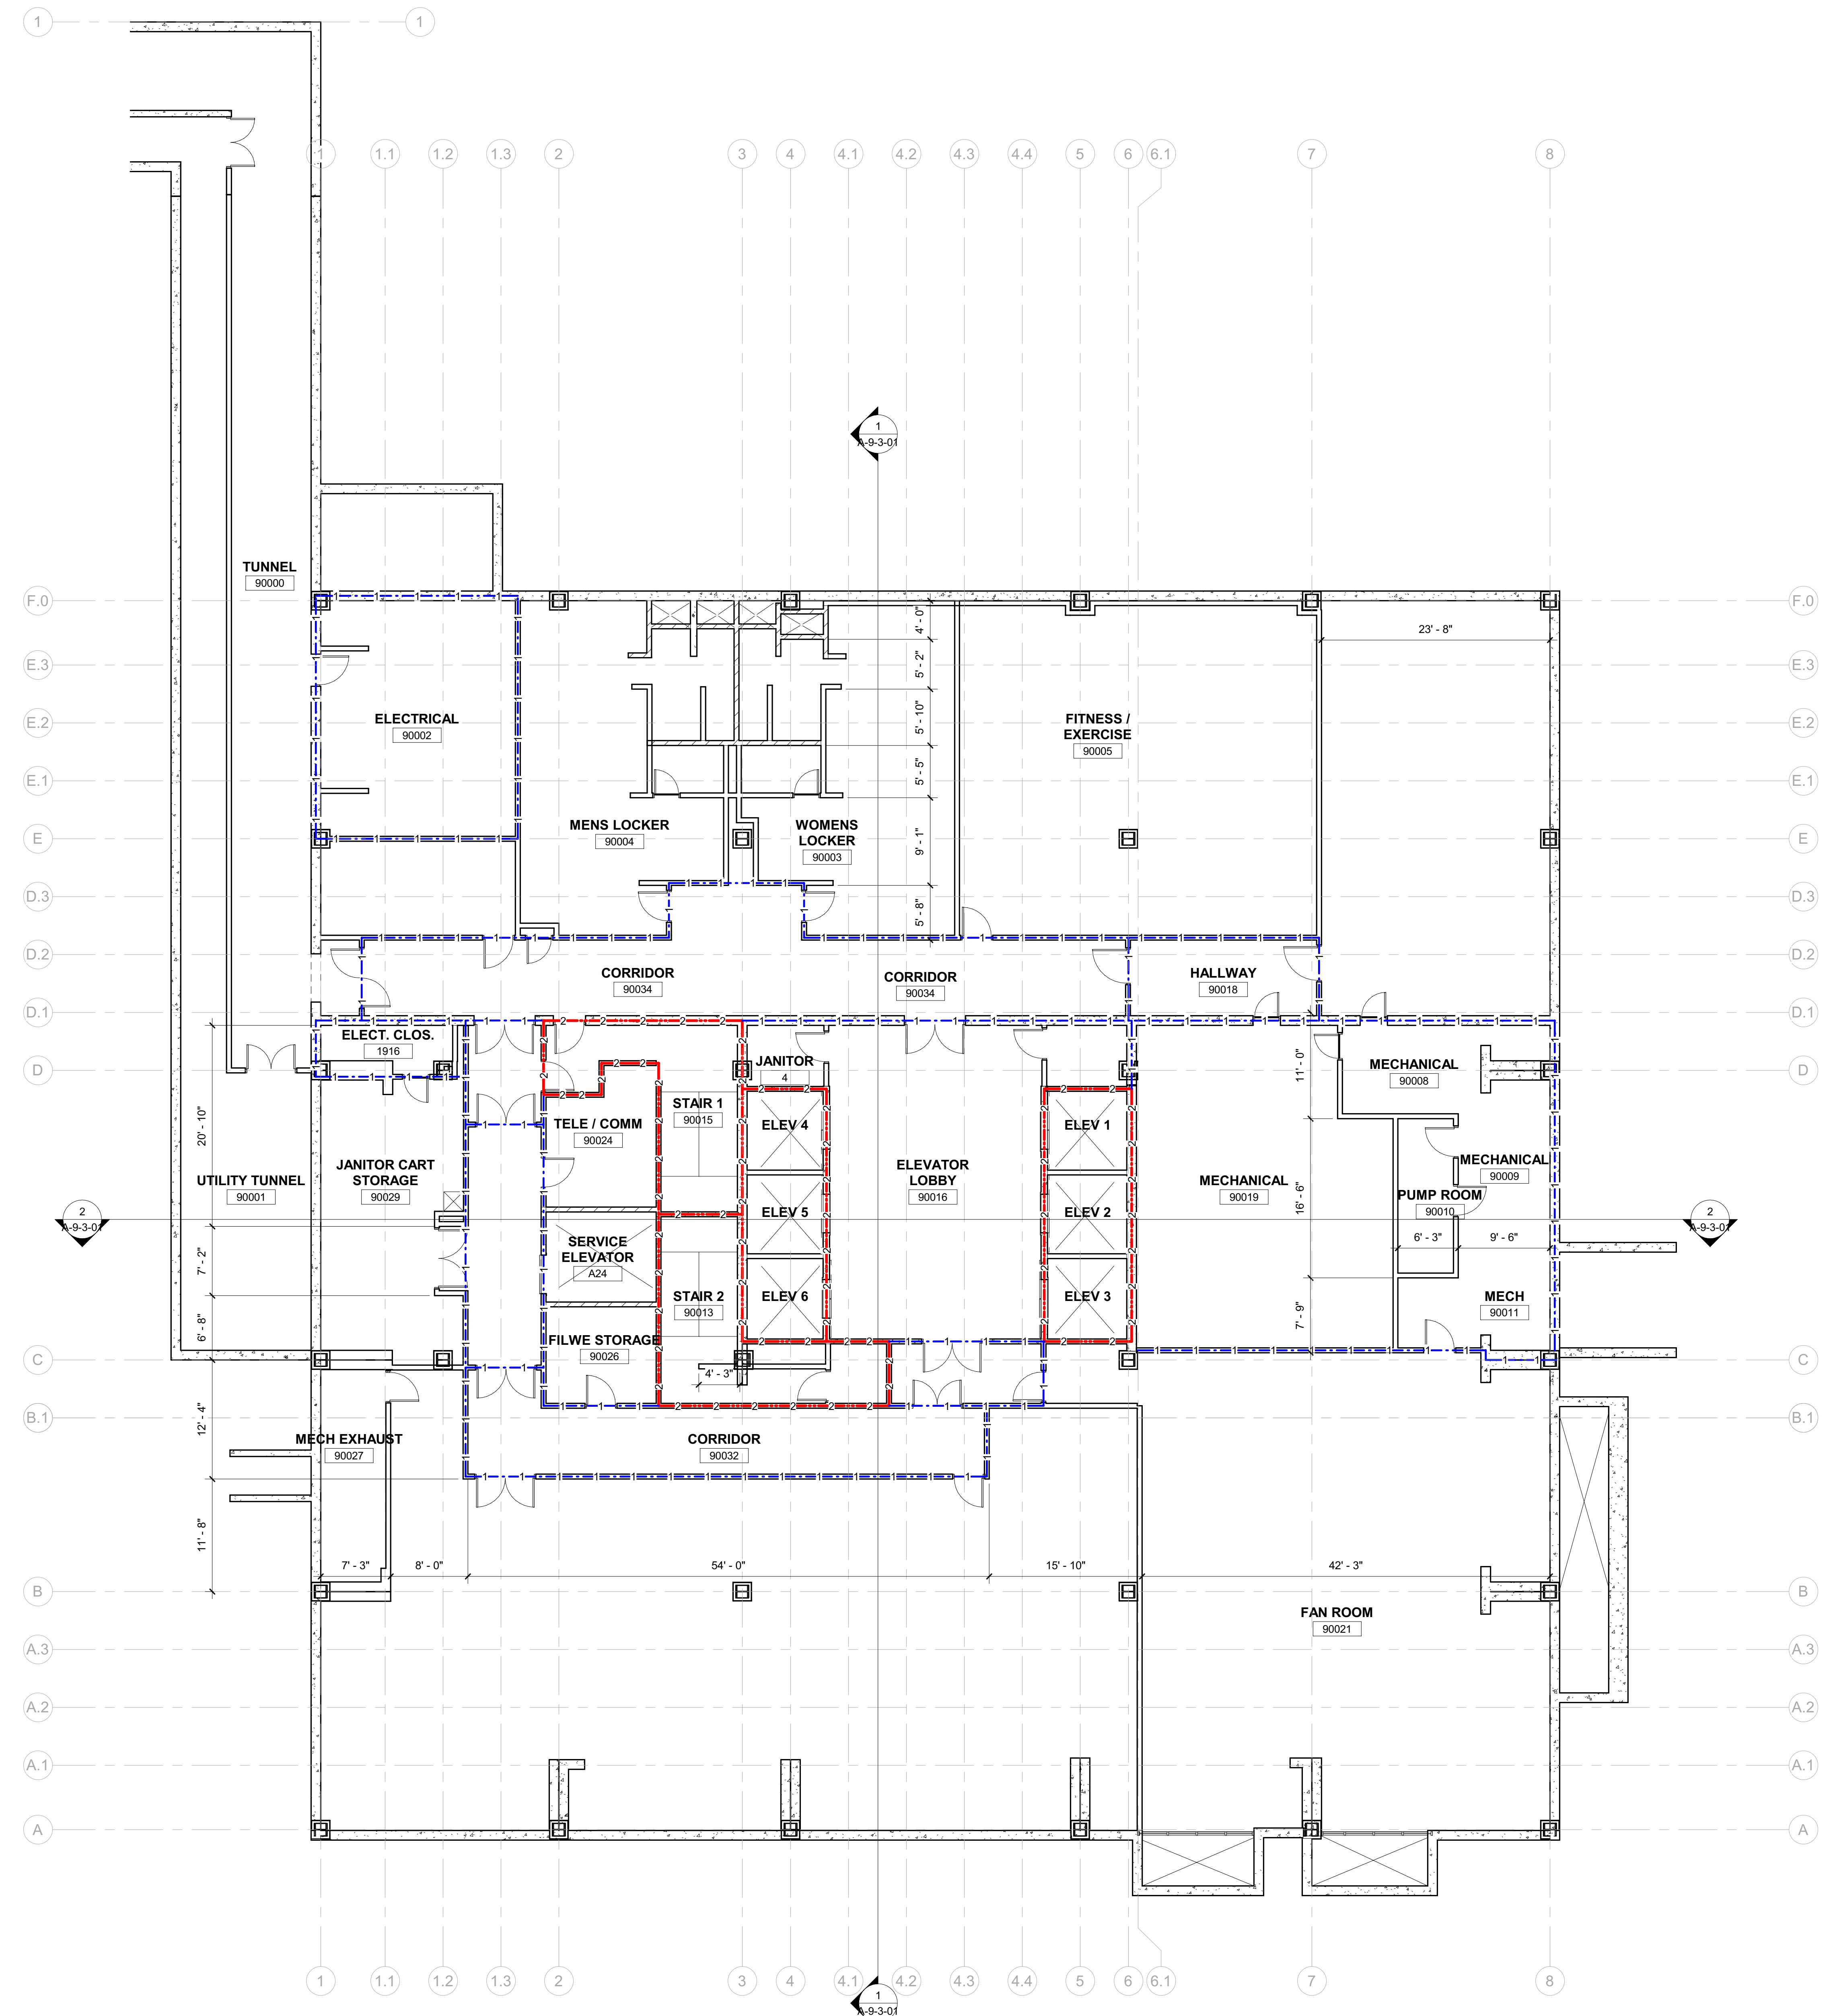 1
1
1
1.1
1.2
1.3
2
3
4
4.1
4.2
4.3
4.4
5
6
6.1
7
8
1
A-9-3-01
TUNNEL
90000
F.0
F.0
4' - 0"
23' - 8"
E.3
E.3
5' - 2"
ELECTRICAL
90002
FITNESS /
EXERCISE
90005
E.2
E.2
5' - 10"
E.1
E.1
5' - 5"
MENS LOCKER
90004
WOMENS
LOCKER
90003
E
E
9' - 1"
D.3
D.3
5' - 8"
D.2
D.2
CORRIDOR
90034
CORRIDOR
90034
HALLWAY
90018
D.1
D.1
ELECT. CLOS.
1916
JANITOR
4
MECHANICAL
90008
11' - 0"
D
D
STAIR 1
90015
TELE / COMM
90024
ELEV 4
ELEV 1
20' - 10"
UTILITY TUNNEL
90001
JANITOR CART
STORAGE
90029
ELEVATOR
LOBBY
90016
MECHANICAL
90019
MECHANICAL
90009
PUMP ROOM
90010
16' - 6"
2
A-9-3-01
2
A-9-3-01
ELEV 5
ELEV 2
6' - 3"
9' - 6"
SERVICE
ELEVATOR
A24
7' - 2"
STAIR 2
90013
ELEV 6
ELEV 3
MECH
90011
7' - 9"
6' - 8"
FILWE STORAGE
90026
C
C
4' - 3"
12' - 4"
B.1
B.1
MECH EXHAUST
90027
CORRIDOR
90032
11' - 8"
7' - 3"
8' - 0"
54' - 0"
15' - 10"
42' - 3"
B
B
FAN ROOM
90021
A.3
A.3
A.2
A.2
A.1
A.1
A
A
1
1.1
1.2
1.3
2
3
4
4.1
4.2
4.3
4.4
5
6
6.1
7
8
1
A-9-3-01